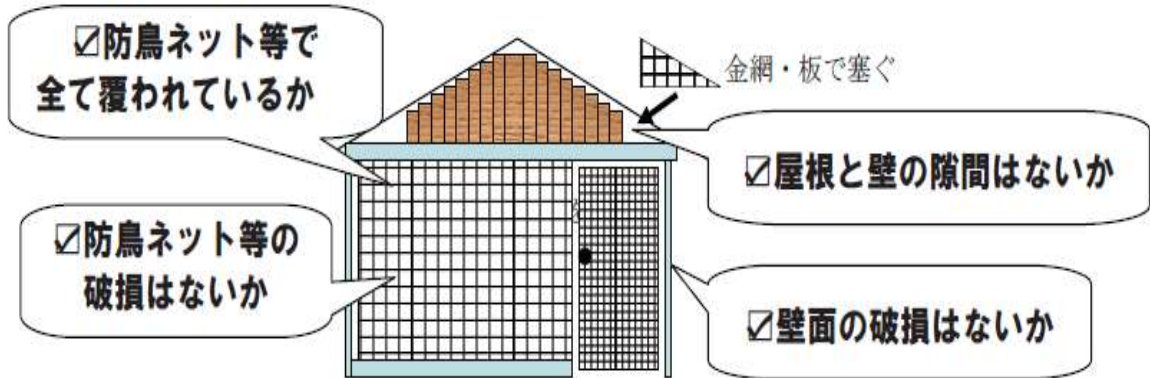 ☑防鳥ネット等で
全て覆われているか
金網・板で塞ぐ
☑屋根と壁の隙間はないか
☑防鳥ネット等の
破損はないか
☑壁面の破損はないか